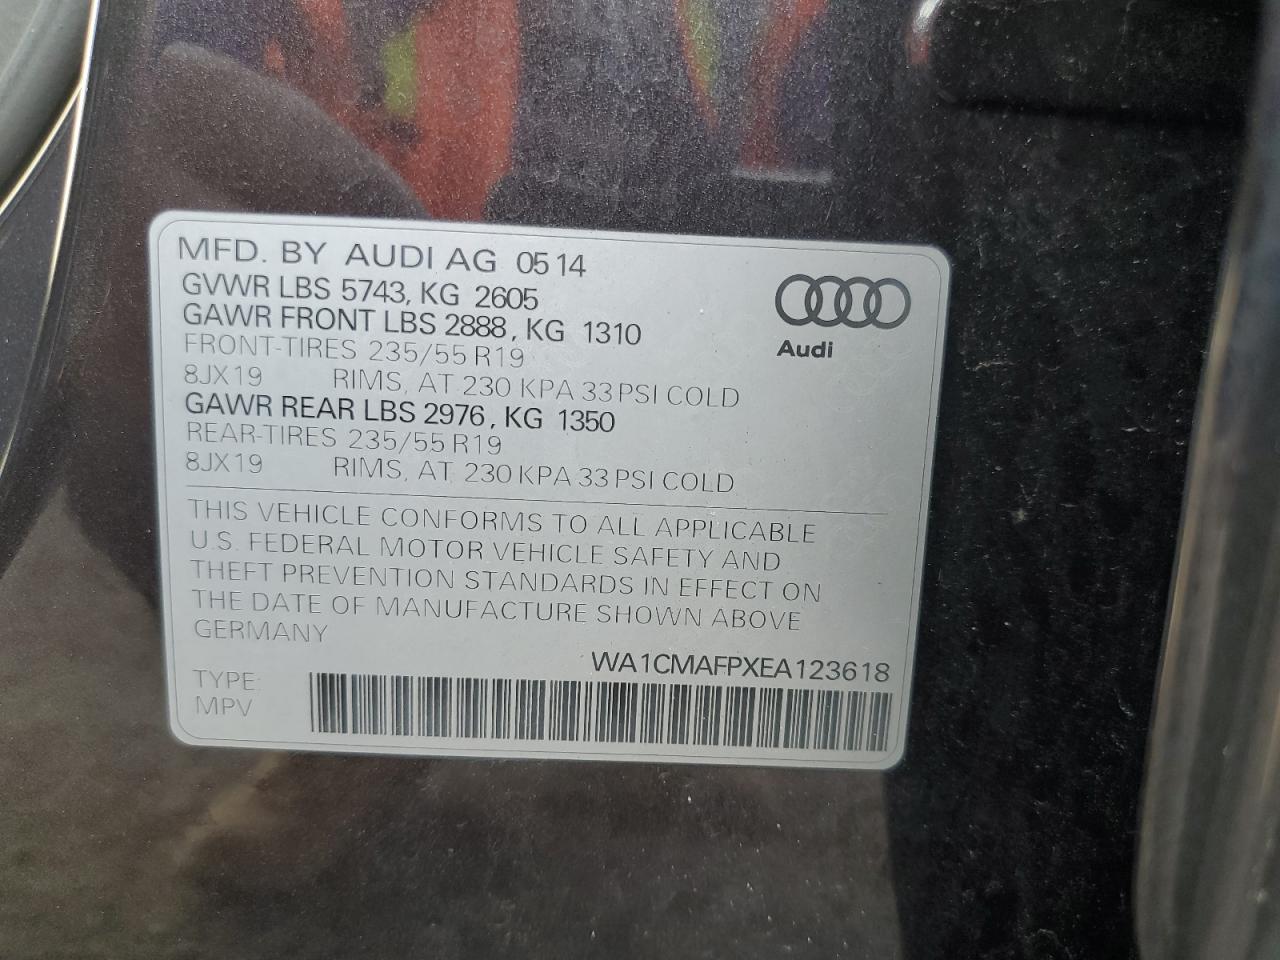 MFD. BY AUDI AG 0514
GVWR LBS 5743, KG 2605
GAWR FRONT LBS 2888, KG 1310
FRONT-TIRES 235/55 R19
8JX19 RIMS, AT 230 KPA 33 PSI COLD
GAWR REAR LBS 2976, KG 1350
REAR-TIRES 235/55 R19
8JX19 RIMS, AT 230 KPA 33 PSI COLD
Audi
THIS VEHICLE CONFORMS TO ALL APPLICABLE
U.S. FEDERAL MOTOR VEHICLE SAFETY AND
THEFT PREVENTION STANDARDS IN EFFECT ON
THE DATE OF MANUFACTURE SHOWN ABOVE
GERMANY
WA1CMAFPXEA123618
TYPE:
MPV